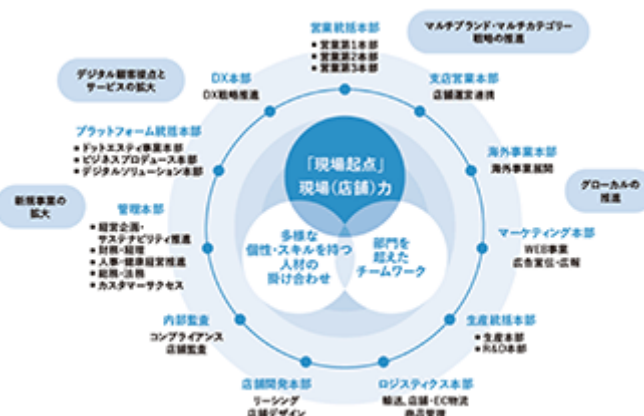 営業統括本部
● 営業第1本部
● 営業第2本部
● 営業第3本部
マルチブランド・マルチカテゴリー
戦略の推進
デジタル顧客接点と
サービスの拡大
DX本部
DX戦略推進
支店営業本部
店舗運営連携
プラットフォーム統括本部
● ドットエスティ事業本部
● ビジネスプロデュース本部
● デジタルソリューション本部
「現場起点」
現場(店舗)力
海外事業本部
海外事業展開
新規事業の
拡大
グローカルの
推進
管理本部
● 経営企画・
サステナビリティ推進
● 財務・経理
● 人事・健康経営推進
● 総務・法務
● カスタマーサクセス
多様な
個性・スキルを持つ
人材の
掛け合わせ
部門を
超えた
チームワーク
マーケティング本部
WEB事業
広告宣伝・広報
内部監査
コンプライアンス
店舗監査
生産統括本部
● 生産本部
● R&D本部
店舗開発本部
リーシング
店舗デザイン
ロジスティクス本部
輸送、店舗・EC物流
商品管理